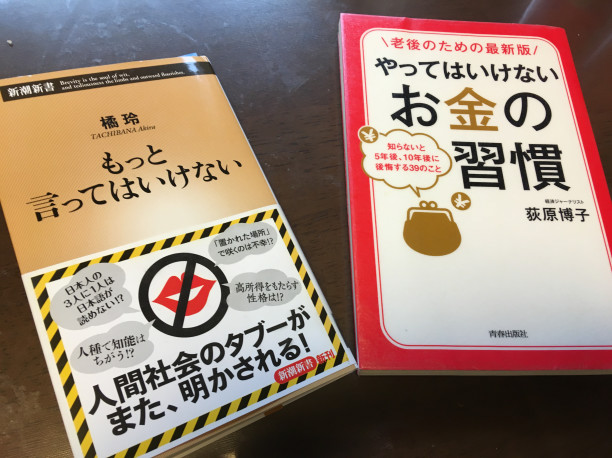 新潮新書
Brevity is the soul of wit,
and tediousness the limbs and outward flourishes.
橘 玲
TACHIBANA Akira
もっと
言ってはいけない
「置かれた場所」
で咲くのは不幸!?
日本人の
3人に1人は
日本語が
読めない!?
高所得をもたらす
性格は!?
人種で知能は
ちがう!?
人間社会のタブーが
また、明かされる!
新潮新書 新刊
\老後のための最新版/
やってはいけない
お金の
習慣
知らないと
5年後、10年後に
後悔する39のこと
経済ジャーナリスト
荻原博子
青春出版社